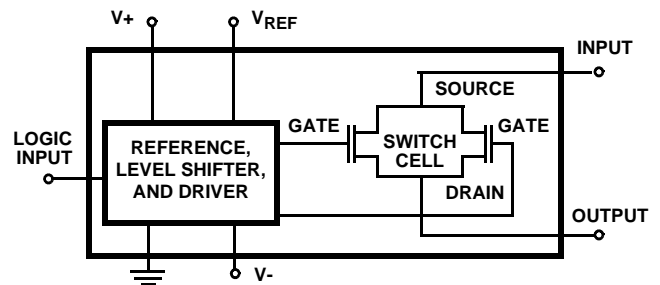 V+
VREF
INPUT
SOURCE
GATE
GATE
LOGIC
INPUT
REFERENCE,
LEVEL SHIFTER,
AND DRIVER
SWITCH
CELL
DRAIN
OUTPUT
V-